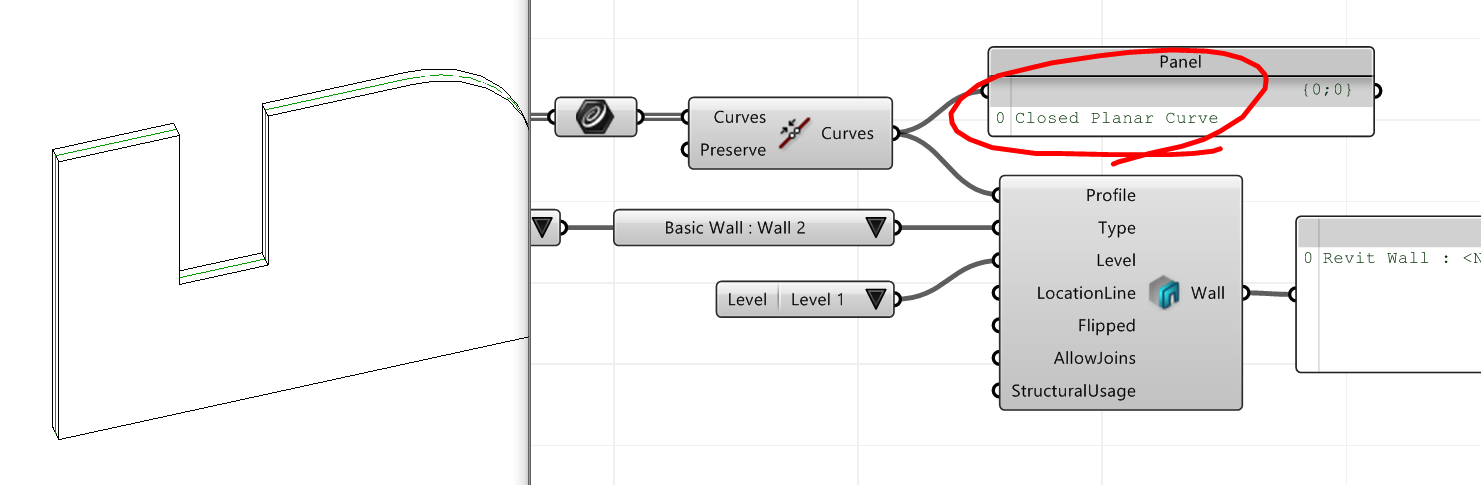 Panel
{0;0}
0 Closed Planar Curve
Curves
Preserve
Curves
Profile
Type
Level
LocationLine
Flipped
AllowJoins
StructuralUsage
Wall
Basic Wall : Wall 2
Level Level 1
0 Revit Wall : <N